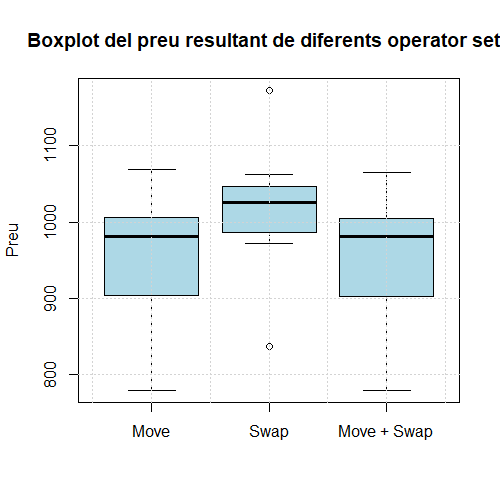 Boxplot del preu resultant de diferents operator set
Preu
1100
1000
900
800
Move Swap Move + Swap